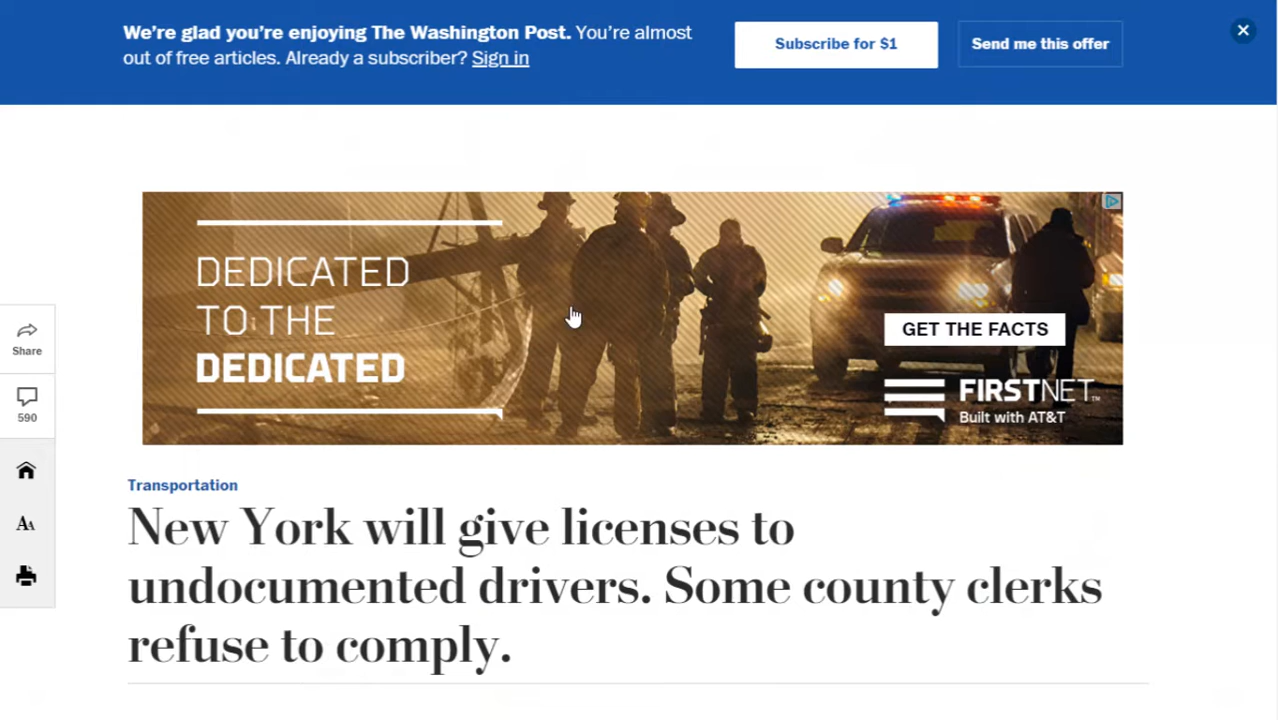 We're glad you're enjoying The Washington Post. You're almost
out of free articles. Already a subscriber? Sign in
Subscribe for $1
Send me this offer
DEDICATED
TO THE
DEDICATED
GET THE FACTS
FIRSTNET™
Built with AT&T
Share
590
AA
Transportation
New York will give licenses to
undocumented drivers. Some county clerks
refuse to comply.